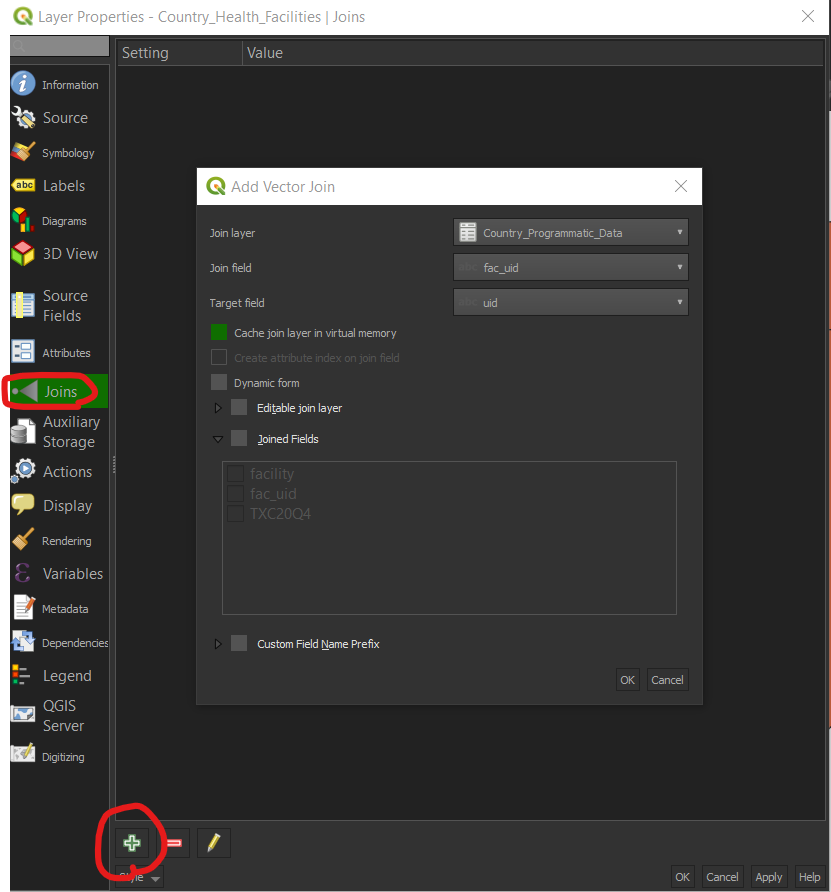 Layer Properties - Country_Health_Facilities | Joins
Setting
Value
Information
Source
Symbology
abc Labels
Diagrams
3D View
Source
Fields
Attributes
Joins
Auxiliary
Storage
Actions
Display
Rendering
ε Variables
Metadata
Dependencies
Legend
QGIS
Server
Digitizing
Add Vector Join
Join layer
Country_Programmatic_Data
Join field
abc fac_uid
Target field
abc uid
Cache join layer in virtual memory
Create attribute index on join field
Dynamic form
Editable join layer
Joined Fields
facility
fac_uid
TXC20Q4
Custom Field Name Prefix
OK
Cancel
Style
OK
Cancel
Apply
Help